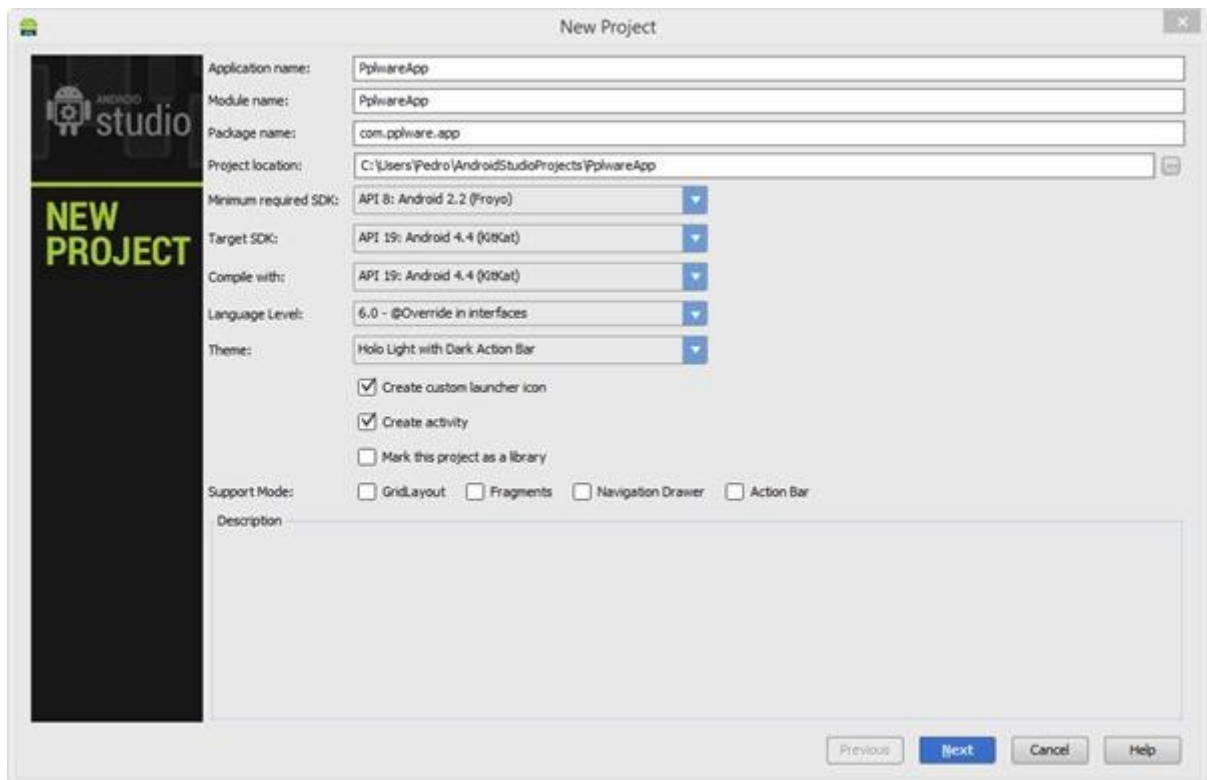 New Project
ANDROID
studio
NEW
PROJECT
Application name: PplwareApp
Module name: PplwareApp
Package name: com.pplware.app
Project location: C:\Users\Pedro\AndroidStudioProjects\PplwareApp ...
Minimum required SDK: API 8: Android 2.2 (Froyo)
Target SDK: API 19: Android 4.4 (KitKat)
Compile with: API 19: Android 4.4 (KitKat)
Language Level: 6.0 - @Override in interfaces
Theme: Holo Light with Dark Action Bar
Create custom launcher icon
Create activity
Mark this project as a library
Support Mode: GridLayout Fragments Navigation Drawer Action Bar
Description
Previous Next Cancel Help